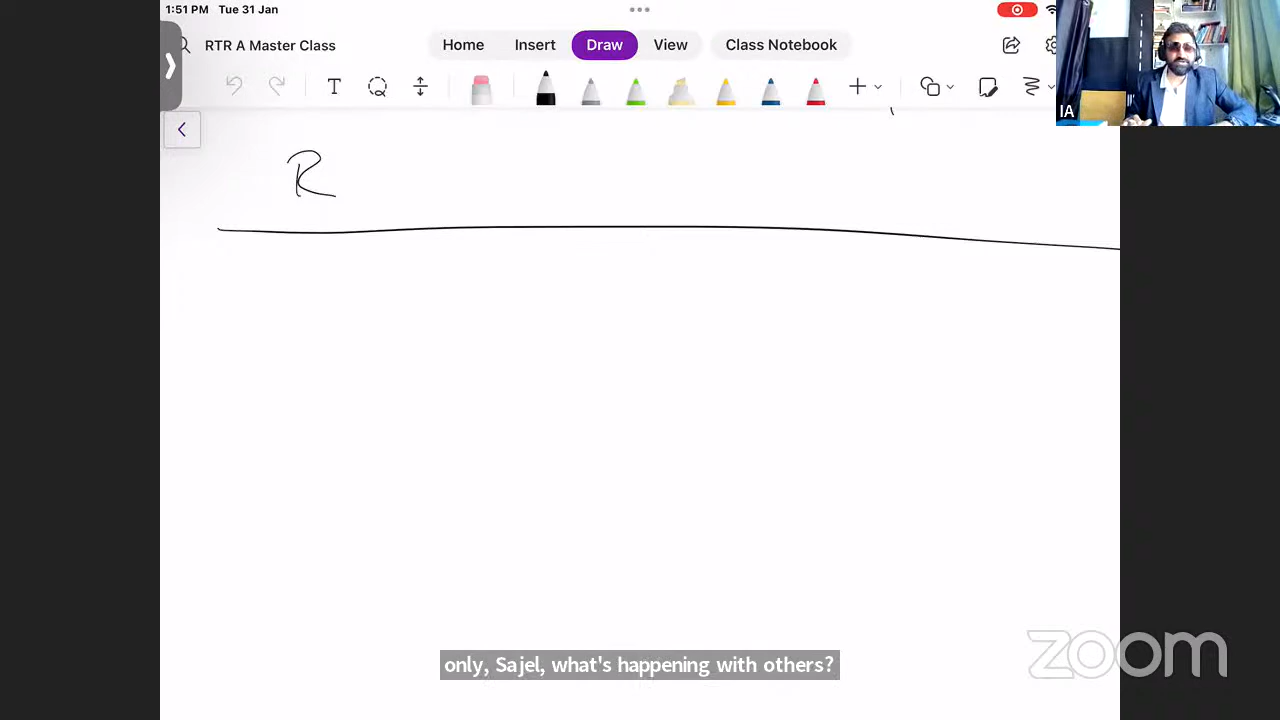 1:51 PM Tue 31 Jan
RTR A Master Class
Home Insert Draw View Class Notebook
T
IA
R
only, Sajel, what's happening with others?
zoom